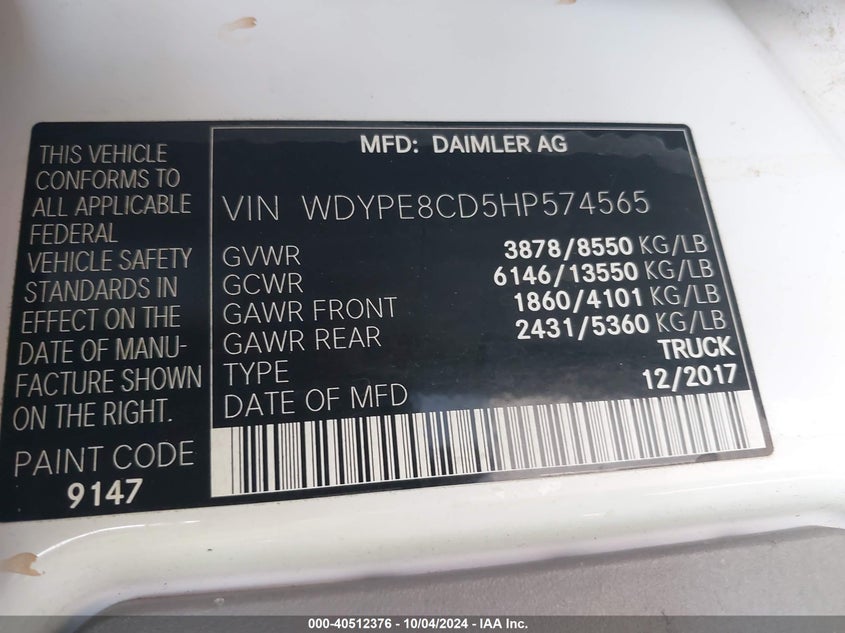 THIS VEHICLE
CONFORMS TO
ALL APPLICABLE
FEDERAL
VEHICLE SAFETY
STANDARDS IN
EFFECT ON THE
DATE OF MANU-
FACTURE SHOWN
ON THE RIGHT.
PAINT CODE
9147
MFD: DAIMLER AG
VIN WDYPE8CD5HP574565
GVWR 3878/8550 KG/LB
GCWR 6146/13550 KG/LB
GAWR FRONT 1860/4101 KG/LB
GAWR REAR 2431/5360 KG/LB
TYPE TRUCK
DATE OF MFD 12/2017
000-40512376 - 10/04/2024 - IAA Inc.